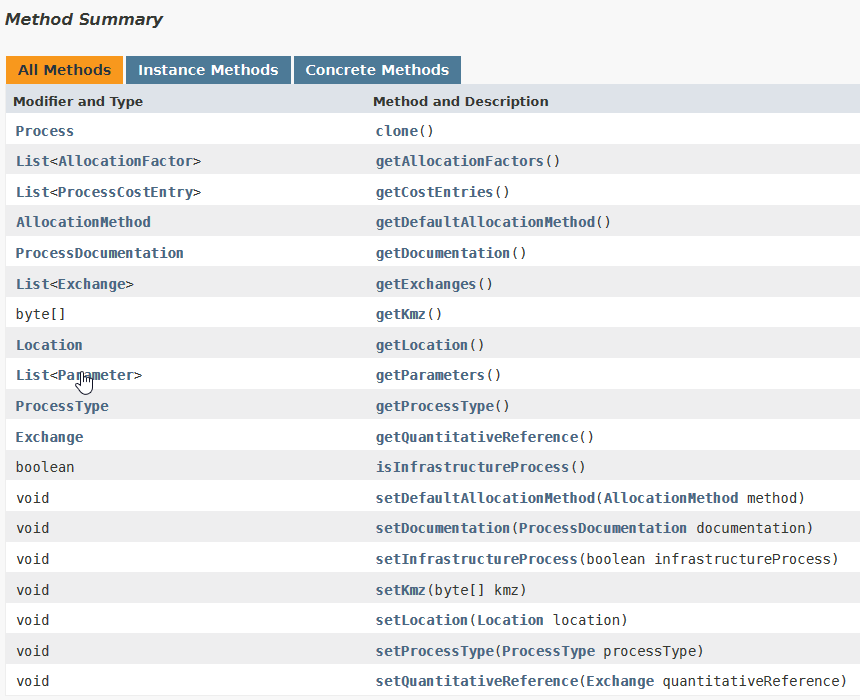 Method Summary
All Methods Instance Methods Concrete Methods
Modifier and Type Method and Description
Process clone()
List<AllocationFactor> getAllocationFactors()
List<ProcessCostEntry> getCostEntries()
AllocationMethod getDefaultAllocationMethod()
ProcessDocumentation getDocumentation()
List<Exchange> getExchanges()
byte[] getKmz()
Location getLocation()
List<Parameter> getParameters()
ProcessType getProcessType()
Exchange getQuantitativeReference()
boolean isInfrastructureProcess()
void setDefaultAllocationMethod(AllocationMethod method)
void setDocumentation(ProcessDocumentation documentation)
void setInfrastructureProcess(boolean infrastructureProcess)
void setKmz(byte[] kmz)
void setLocation(Location location)
void setProcessType(ProcessType processType)
void setQuantitativeReference(Exchange quantitativeReference)